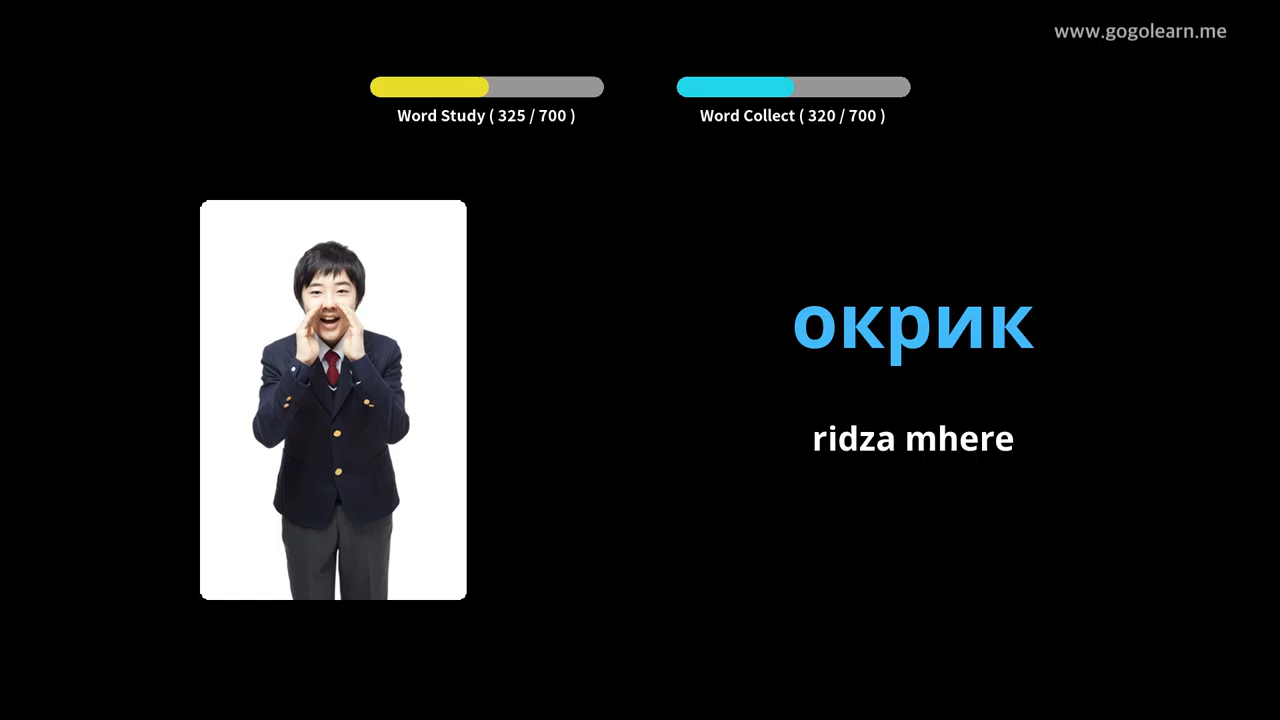 www.gogolearn.me
Word Study ( 325 / 700 )
Word Collect ( 320 / 700 )
окрик
ridza mhere